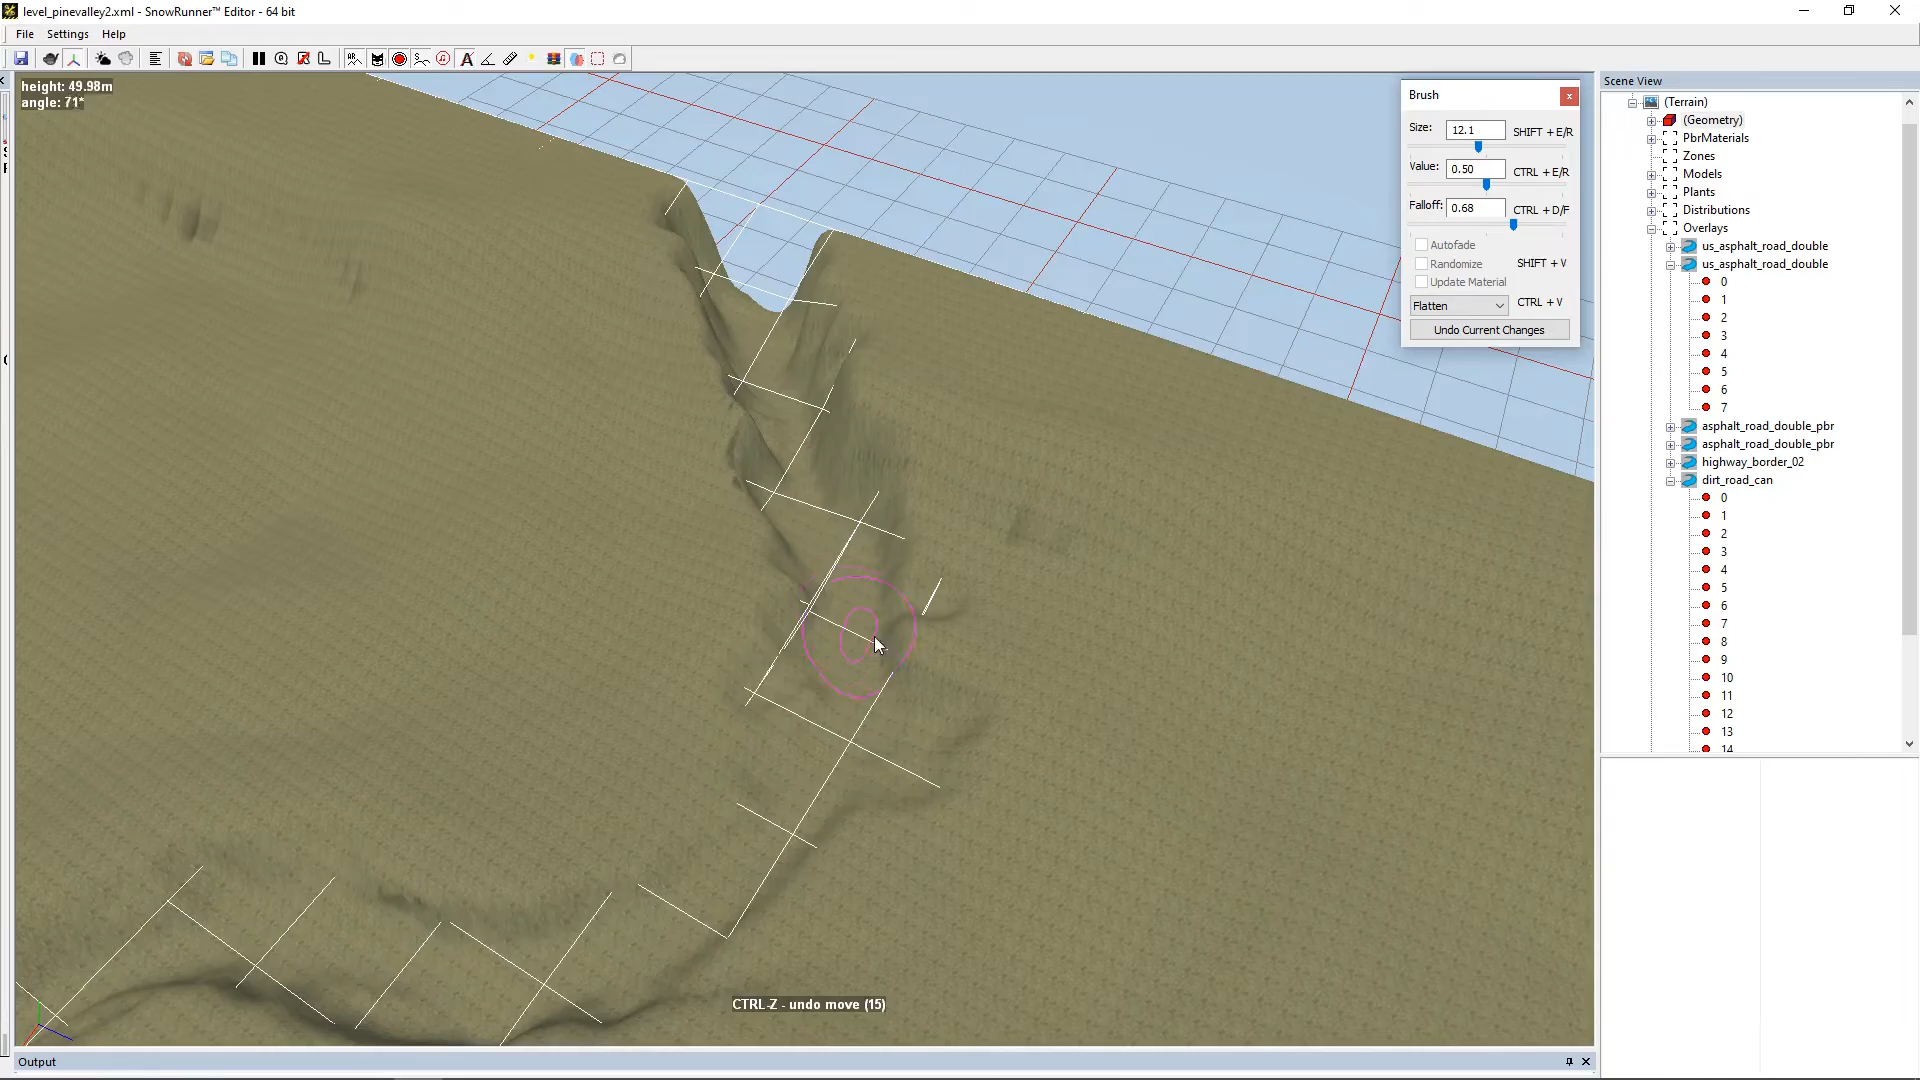 level_pinevalley2.xml - SnowRunner™ Editor - 64 bit
File Settings Help
height: 49.98m
angle: 71*
Brush
Size: 12.1 SHIFT + E/R
Value: 0.50 CTRL + E/R
Falloff: 0.68 CTRL + D/F
Autofade
Randomize SHIFT + V
Update Material
Flatten CTRL + V
Undo Current Changes
CTRL-Z - undo move (15)
Output
Scene View
(Terrain)
(Geometry)
PbrMaterials
Zones
Models
Plants
Distributions
Overlays
us_asphalt_road_double
us_asphalt_road_double
0
1
2
3
4
5
6
7
asphalt_road_double_pbr
asphalt_road_double_pbr
highway_border_02
dirt_road_can
0
1
2
3
4
5
6
7
8
9
10
11
12
13
14